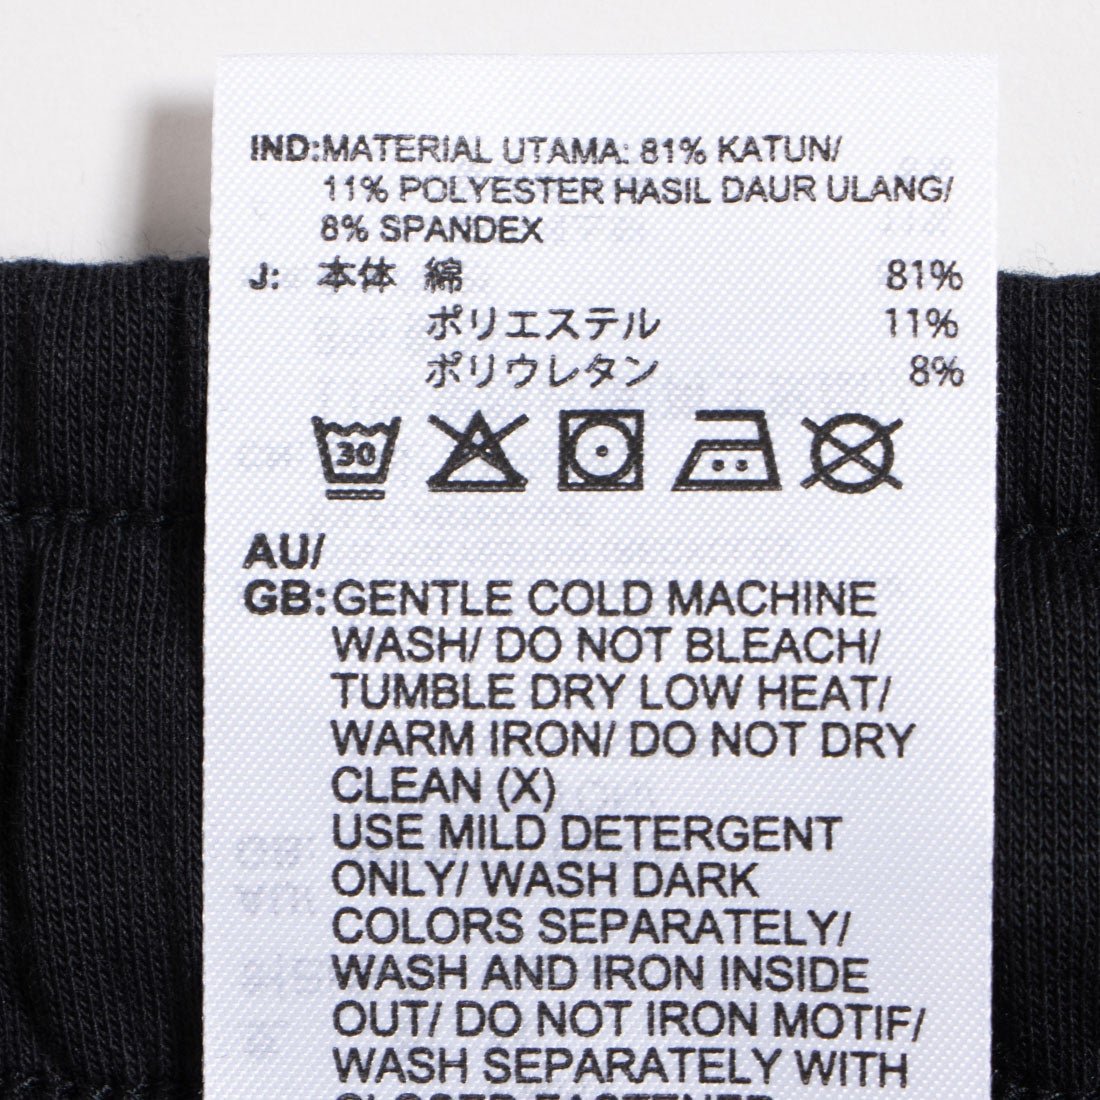 IND:MATERIAL UTAMA: 81% KATUN/
11% POLYESTER HASIL DAUR ULANG/
8% SPANDEX
J: 本体 綿 81%
ポリエステル 11%
ポリウレタン 8%
30
AU/
GB:GENTLE COLD MACHINE
WASH/ DO NOT BLEACH/
TUMBLE DRY LOW HEAT/
WARM IRON/ DO NOT DRY
CLEAN (X)
USE MILD DETERGENT
ONLY/ WASH DARK
COLORS SEPARATELY/
WASH AND IRON INSIDE
OUT/ DO NOT IRON MOTIF/
WASH SEPARATELY WITH
CLOSED FASTENER